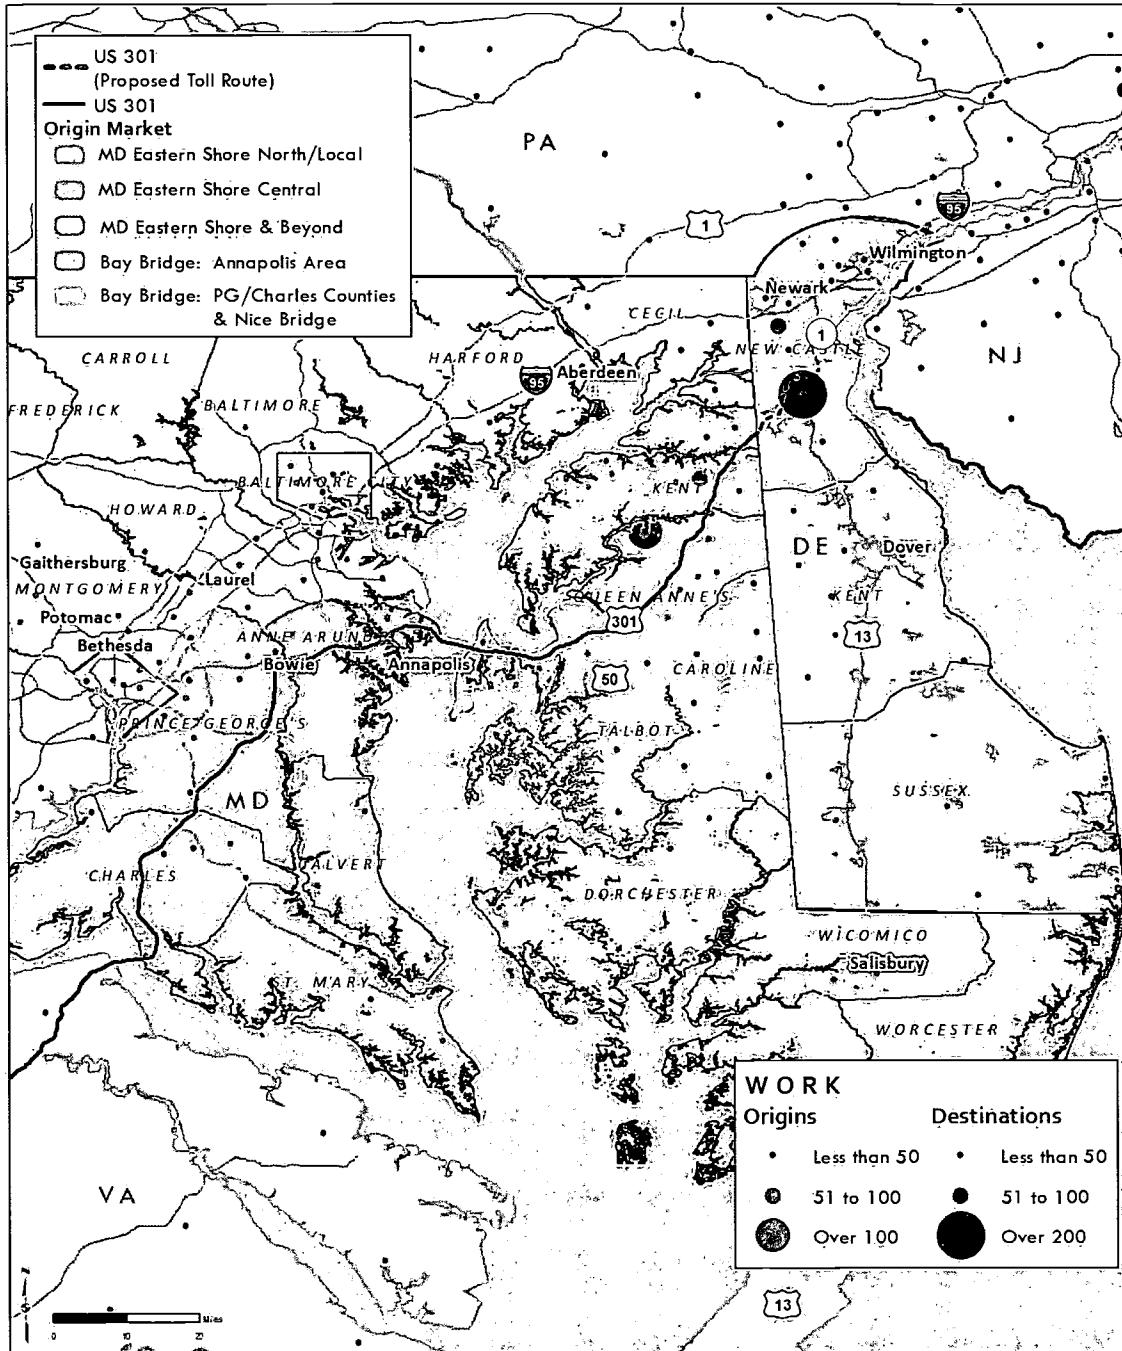 US 301
(Proposed Toll Route)
US 301
Origin Market
MD Eastern Shore North/Local
MD Eastern Shore Central
MD Eastern Shore & Beyond
Bay Bridge: Annapolis Area
Bay Bridge: PG/Charles Counties
& Nice Bridge
PA
95
1
Wilmington
Newark
CECIL
1
NEW CASTLE
NJ
CARROLL
HARFORD
Aberdeen
95
FREDERICK
BALTIMORE
BALTIMORE CITY
KENT
HOWARD
DE
Dover
Gaithersburg
MONTGOMERY
Laurel
QUEEN ANNE'S
KENT
Potomac
301
13
ANNE ARUND
Bethesda
Bowie
Annapolis
CAROLINE
50
PRINCE GEORGE'S
TALBOT
MD
SUSSEX
CALVERT
CHARLES
DORCHESTER
WICOMICO
Salisbury
ST. MARY'S
WORCESTER
WORK
Origins Destinations
Less than 50 Less than 50
51 to 100 51 to 100
Over 100 Over 200
VA
N
S
13
Miles
0 10 20